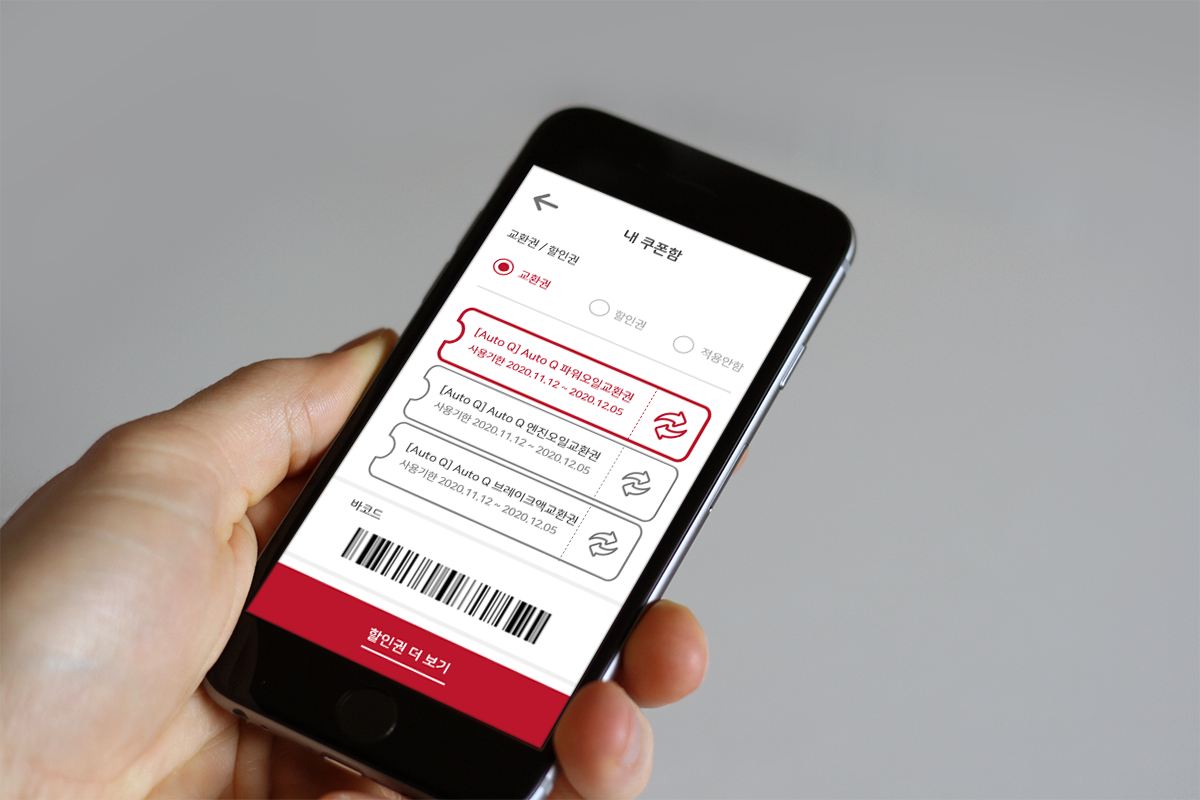 내 쿠폰함
교환권 / 할인권
교환권
할인권
적용안함
[Auto Q] Auto Q 파워오일교환권
사용기한 2020.11.12 ~ 2020.12.05
[Auto Q] Auto Q 엔진오일교환권
사용기한 2020.11.12 ~ 2020.12.05
[Auto Q] Auto Q 브레이크액교환권
사용기한 2020.11.12 ~ 2020.12.05
바코드
할인권 더 보기